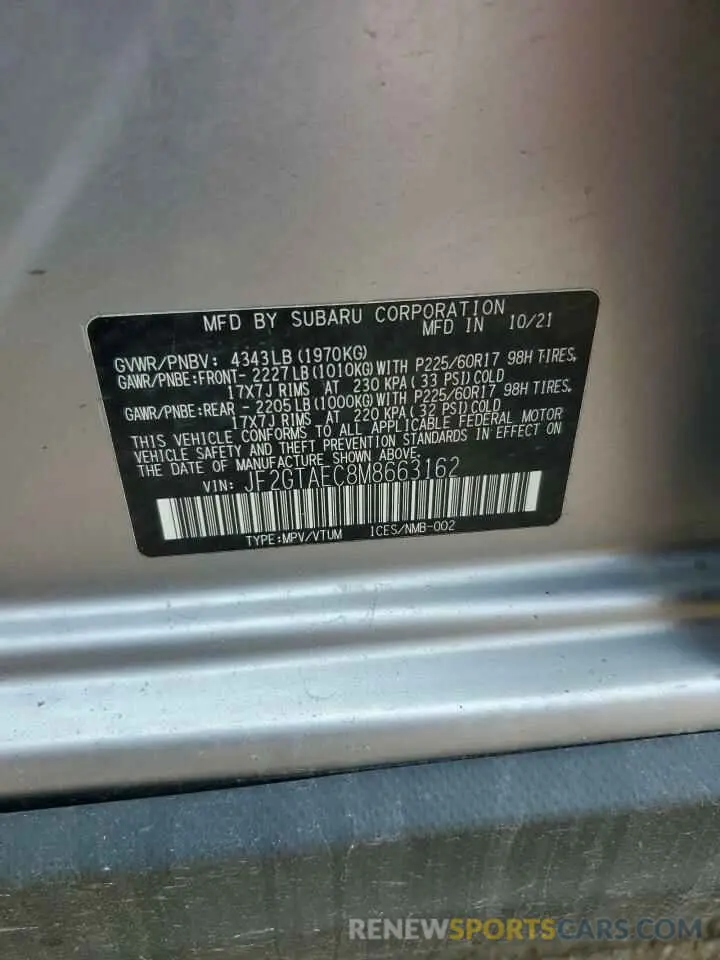 MFD BY SUBARU CORPORATION
MFD IN 10/21
GVWR/PNBV: 4343LB (1970KG)
GAWR/PNBE:FRONT- 2227LB(1010KG)WITH P225/60R17 98H TIRES,
17X7J RIMS AT 230 KPA(33 PSI)COLD
GAWR/PNBE:REAR - 2205LB(1000KG)WITH P225/60R17 98H TIRES,
17X7J RIMS AT 220 KPA(32 PSI)COLD
THIS VEHICLE CONFORMS TO ALL APPLICABLE FEDERAL MOTOR
VEHICLE SAFETY AND THEFT PREVENTION STANDARDS IN EFFECT ON
THE DATE OF MANUFACTURE SHOWN ABOVE.
VIN: JF2GTAEC8M8663162
TYPE:MPV/VTUM ICES/NMB-002
RENEWSPORTSCARS.COM